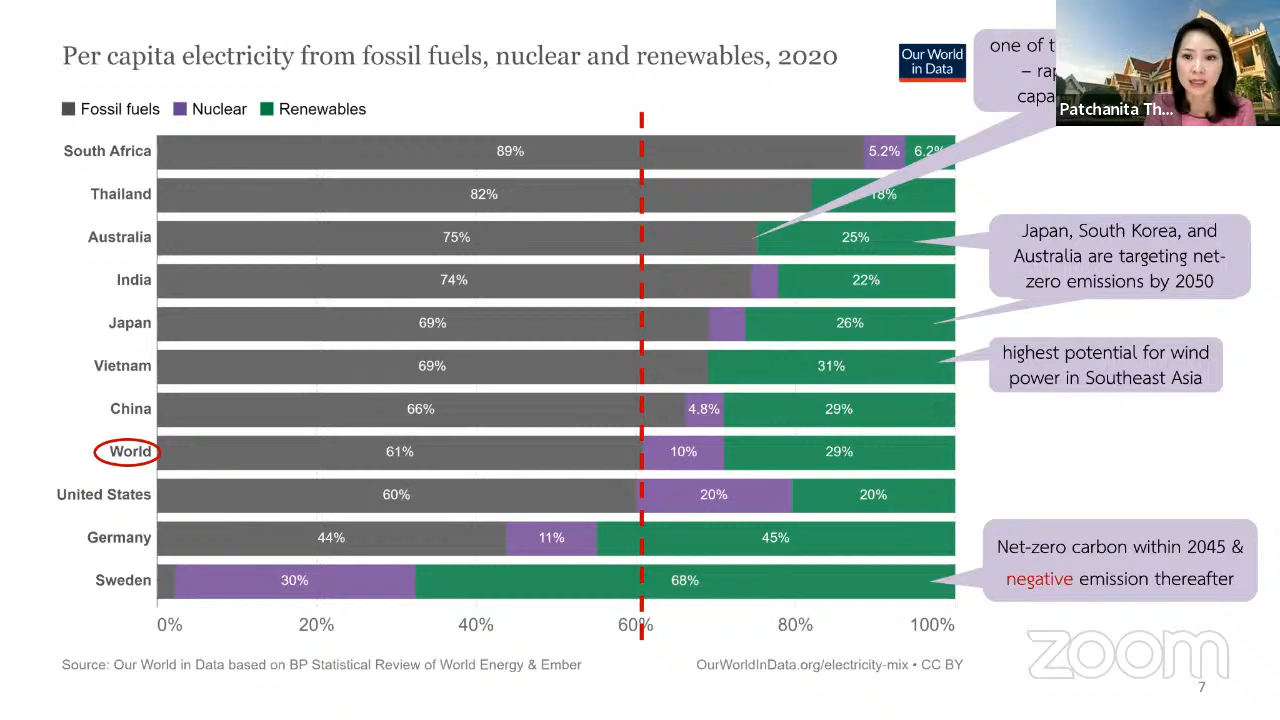 Per capita electricity from fossil fuels, nuclear and renewables, 2020
Our World
in Data
one of
–
Patchanita Th...
Fossil fuels Nuclear Renewables
South Africa 89% 5.2% 6.2%
Thailand 82% 18%
Australia 75% 25%
India 74% 22%
Japan 69% 26%
Vietnam 69% 31%
China 66% 4.8% 29%
World 61% 10% 29%
United States 60% 20% 20%
Germany 44% 11% 45%
Sweden 30% 68%
0% 20% 40% 60% 80% 100%
Japan, South Korea, and
Australia are targeting net-
zero emissions by 2050
highest potential for wind
power in Southeast Asia
Net-zero carbon within 2045 &
negative emission thereafter
Source: Our World in Data based on BP Statistical Review of World Energy & Ember
OurWorldInData.org/electricity-mix • CC BY
zoom
7